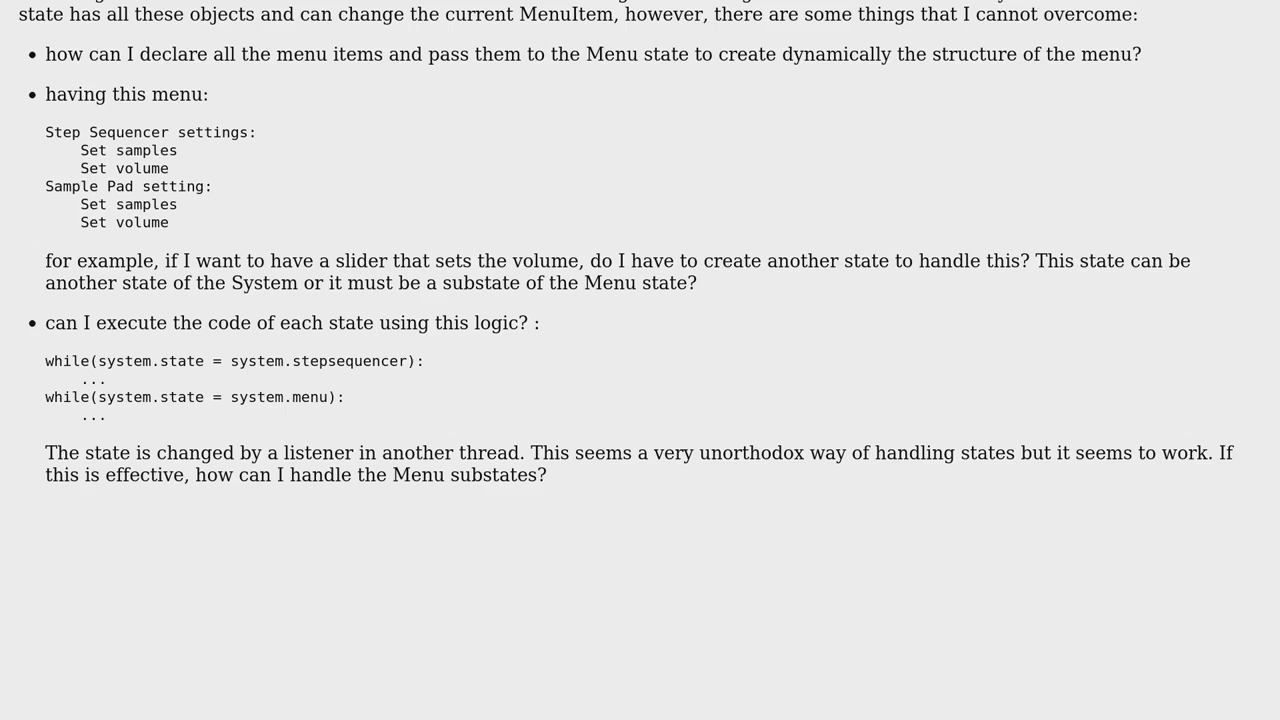 state has all these objects and can change the current MenuItem, however, there are some things that I cannot overcome:
• how can I declare all the menu items and pass them to the Menu state to create dynamically the structure of the menu?
• having this menu:
Step Sequencer settings:
    Set samples
    Set volume
Sample Pad setting:
    Set samples
    Set volume
for example, if I want to have a slider that sets the volume, do I have to create another state to handle this? This state can be
another state of the System or it must be a substate of the Menu state?
• can I execute the code of each state using this logic? :
while(system.state = system.stepsequencer):
    ...
while(system.state = system.menu):
    ...
The state is changed by a listener in another thread. This seems a very unorthodox way of handling states but it seems to work. If
this is effective, how can I handle the Menu substates?